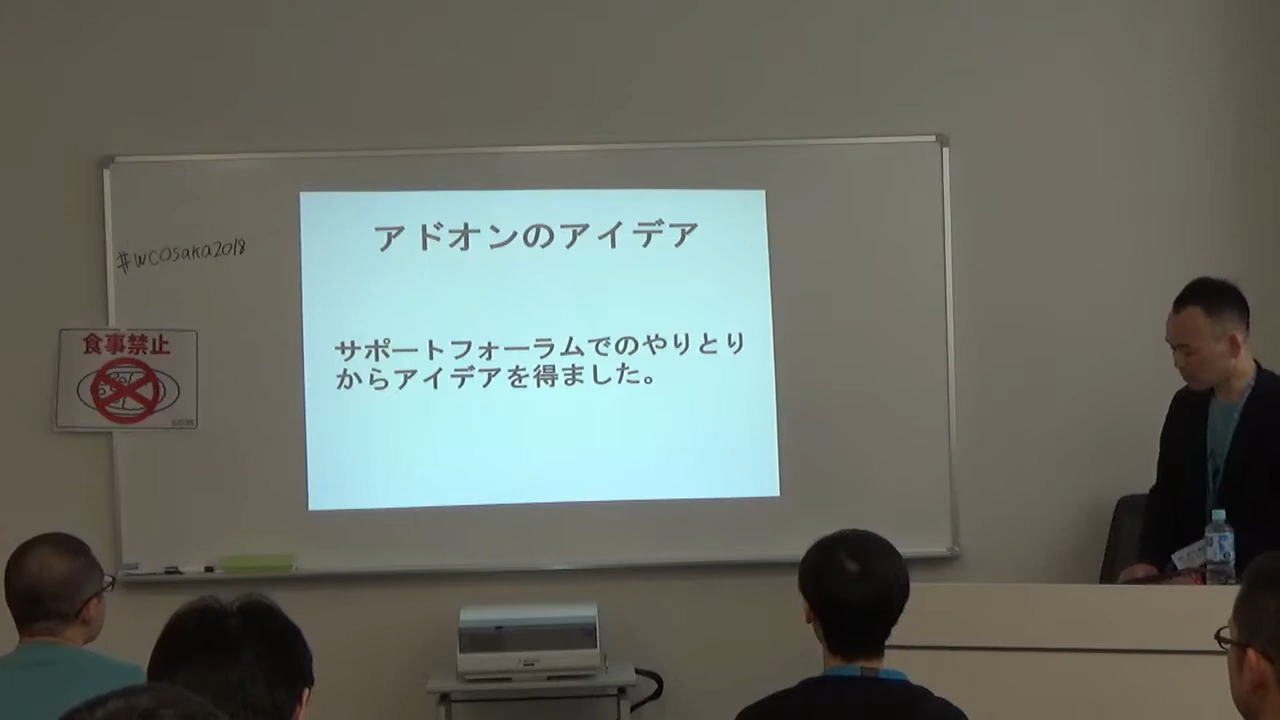 アドオンのアイデア
#WCOsaka2018
食事禁止
サポートフォーラムでのやりとり
からアイデアを得ました。